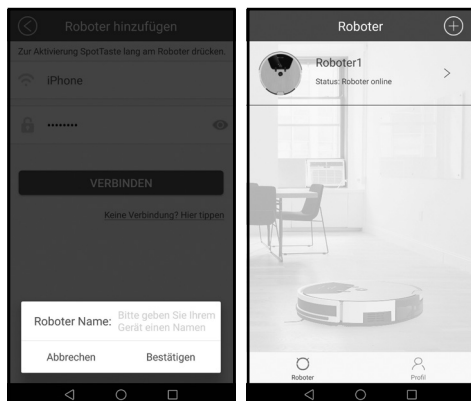 Roboter hinzufügen
Zur Aktivierung SpotTaste lang am Roboter drücken.
iPhone
••••••••
VERBINDEN
Keine Verbindung? Hier tippen
Roboter Name:
Bitte geben Sie Ihrem
Gerät einen Namen
Abbrechen
Bestätigen
Roboter
Roboter1
Status: Roboter online
Roboter
Profil